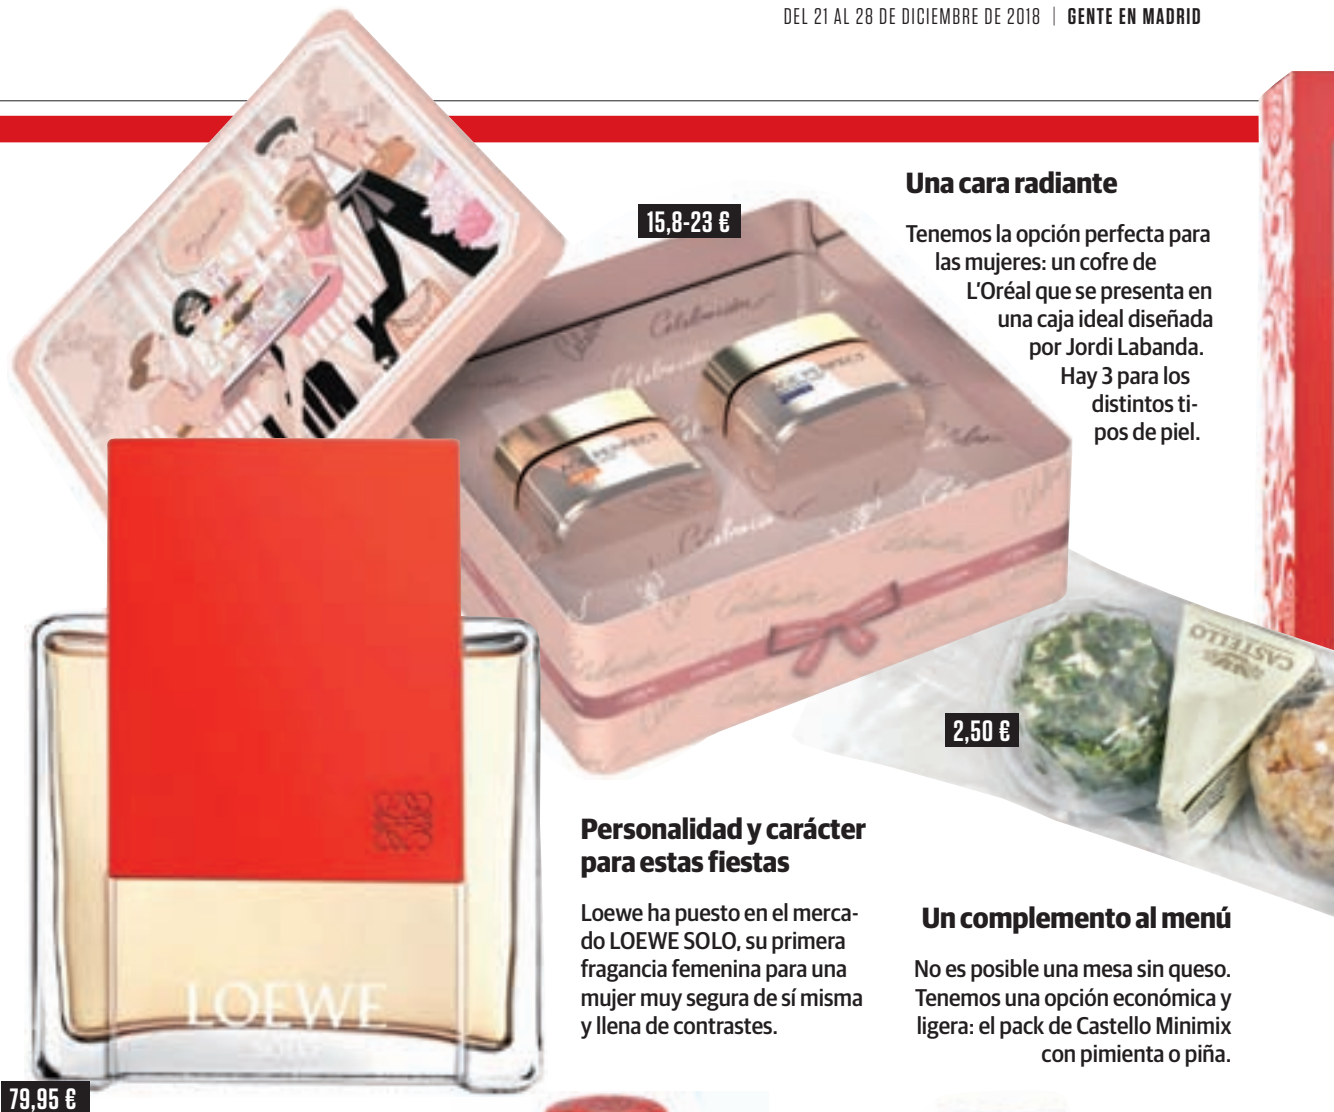 DEL 21 AL 28 DE DICIEMBRE DE 2018 | GENTE EN MADRID
15,8-23 €
Una cara radiante
Tenemos la opción perfecta para
las mujeres: un cofre de
L'Oréal que se presenta en
una caja ideal diseñada
por Jordi Labanda.
Hay 3 para los
distintos ti-
pos de piel.
Celebración
AGE PERFECT
AGE PERFECT
CASTELLO
2,50 €
Personalidad y carácter
para estas fiestas
Loewe ha puesto en el merca-
do LOEWE SOLO, su primera
fragancia femenina para una
mujer muy segura de sí misma
y llena de contrastes.
Un complemento al menú
No es posible una mesa sin queso.
Tenemos una opción económica y
ligera: el pack de Castello Minimix
con pimienta o piña.
LOEWE
79,95 €